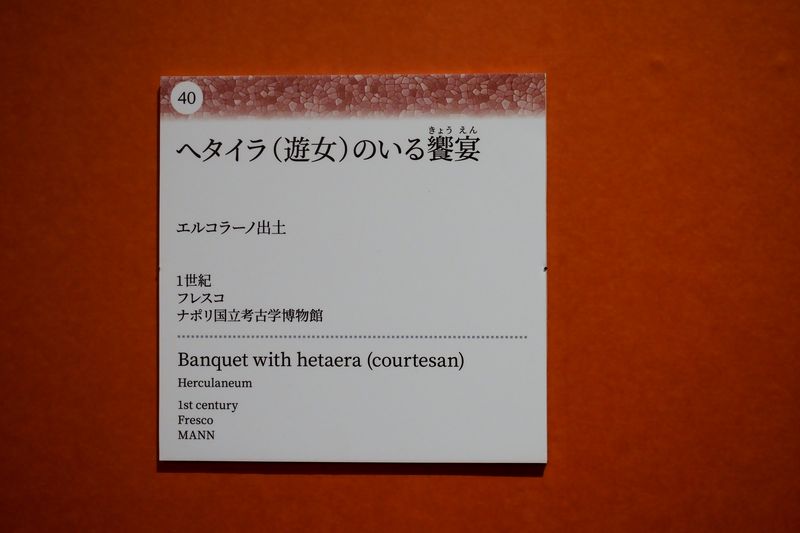 40
きょうえん
ヘタイラ（遊女）のいる饗宴
エルコラーノ出土
1世紀
フレスコ
ナポリ国立考古学博物館
Banquet with hetaera (courtesan)
Herculaneum
1st century
Fresco
MANN